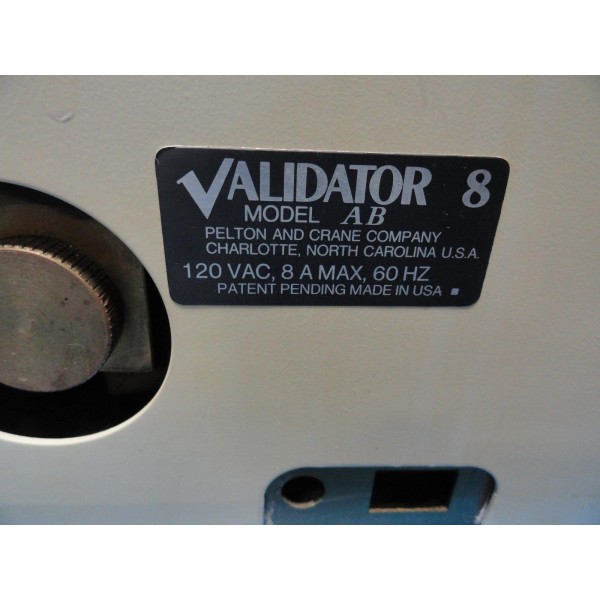 VALIDATOR 8
MODEL AB
PELTON AND CRANE COMPANY
CHARLOTTE, NORTH CAROLINA U.S.A.
120 VAC, 8 A MAX, 60 HZ
PATENT PENDING MADE IN USA